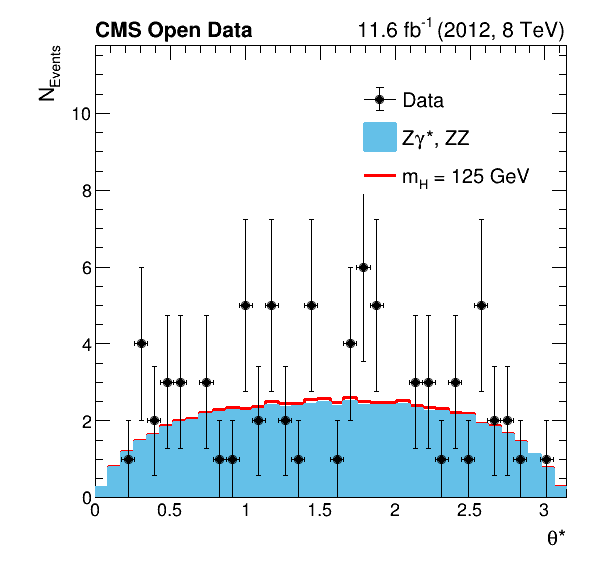 CMS Open Data 11.6 fb-1 (2012, 8 TeV)
NEvents
Data
Zγ*, ZZ
mH = 125 GeV
10
8
6
4
2
0
0 0.5 1 1.5 2 2.5 3
θ*